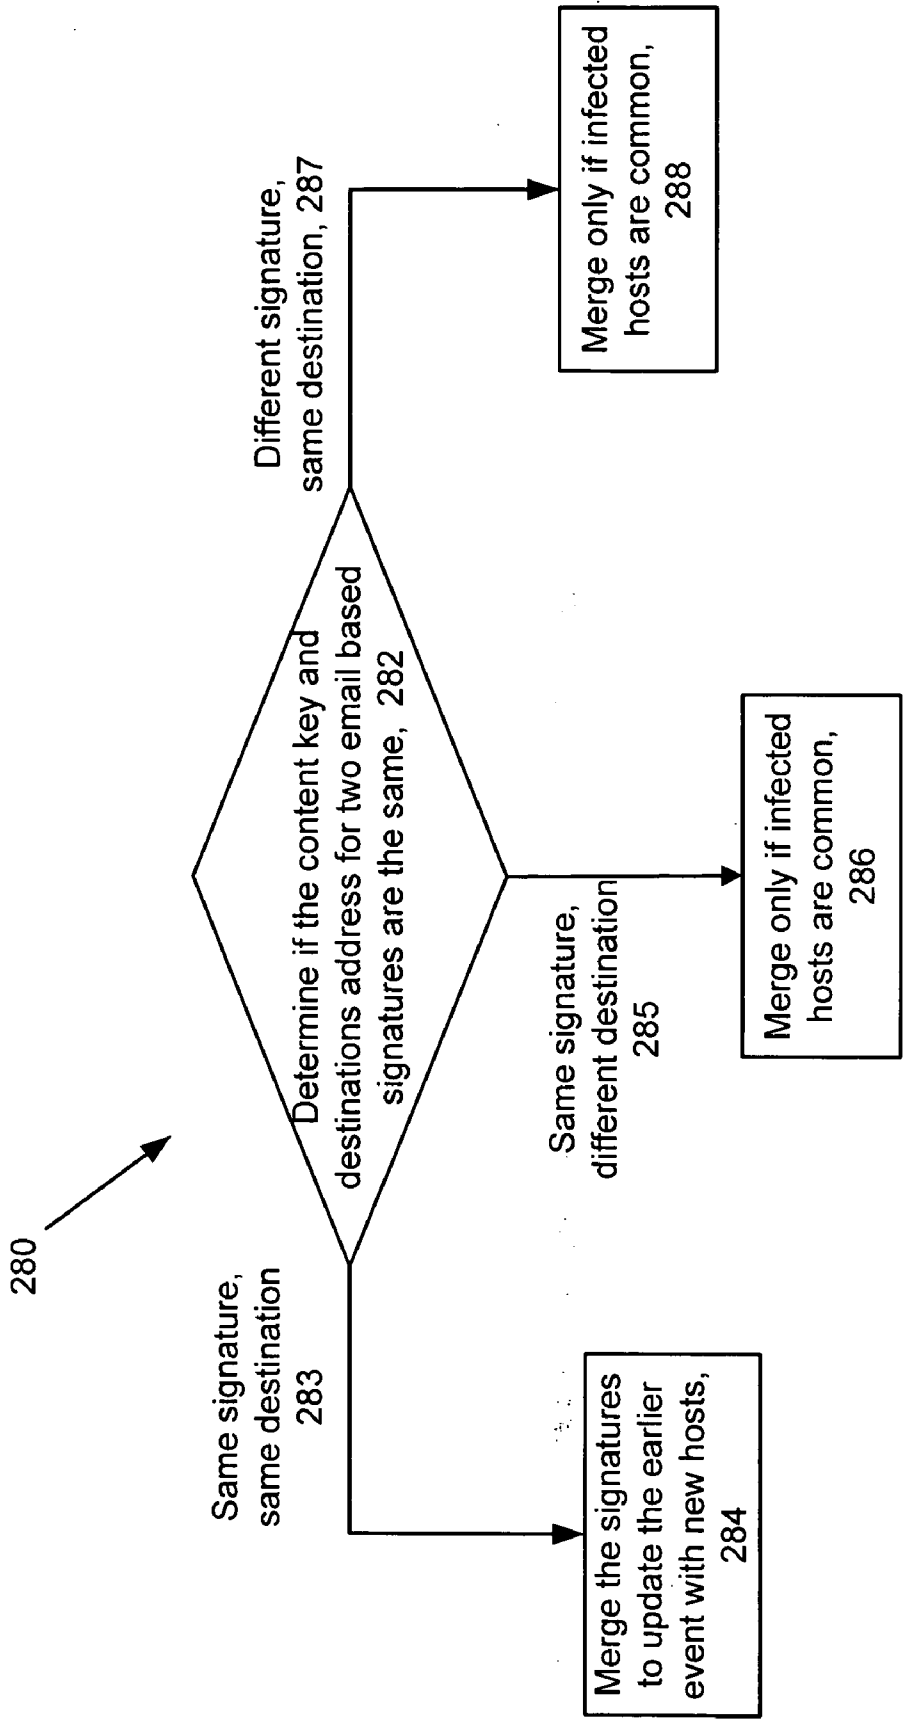 280
Determine if the content key and
destinations address for two email based
signatures are the same, 282
Same signature,
same destination
283
Merge the signatures
to update the earlier
event with new hosts,
284
Same signature,
different destination
285
Merge only if infected
hosts are common,
286
Different signature,
same destination, 287
Merge only if infected
hosts are common,
288